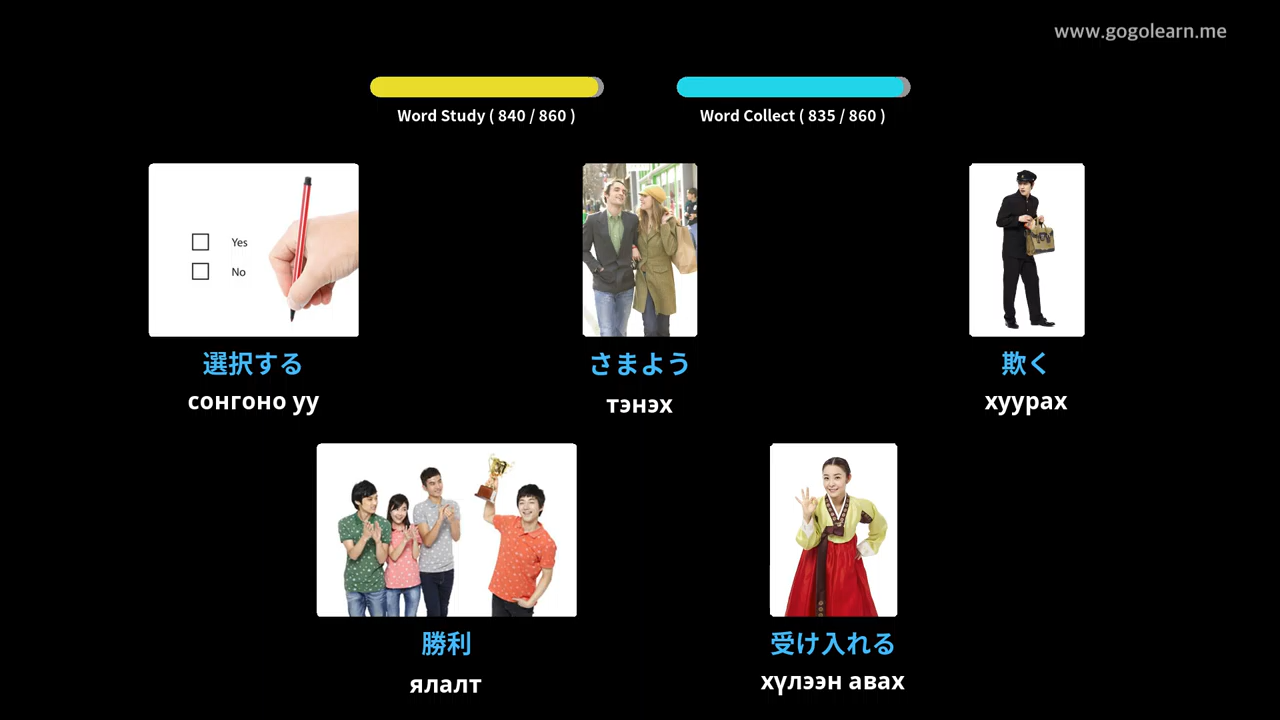 www.gogolearn.me
Word Study ( 840 / 860 )
Word Collect ( 835 / 860 )
Yes
No
選択する
さまよう
欺く
сонгоно уу
тэнэх
хуурах
勝利
受け入れる
ялалт
хүлээн авах